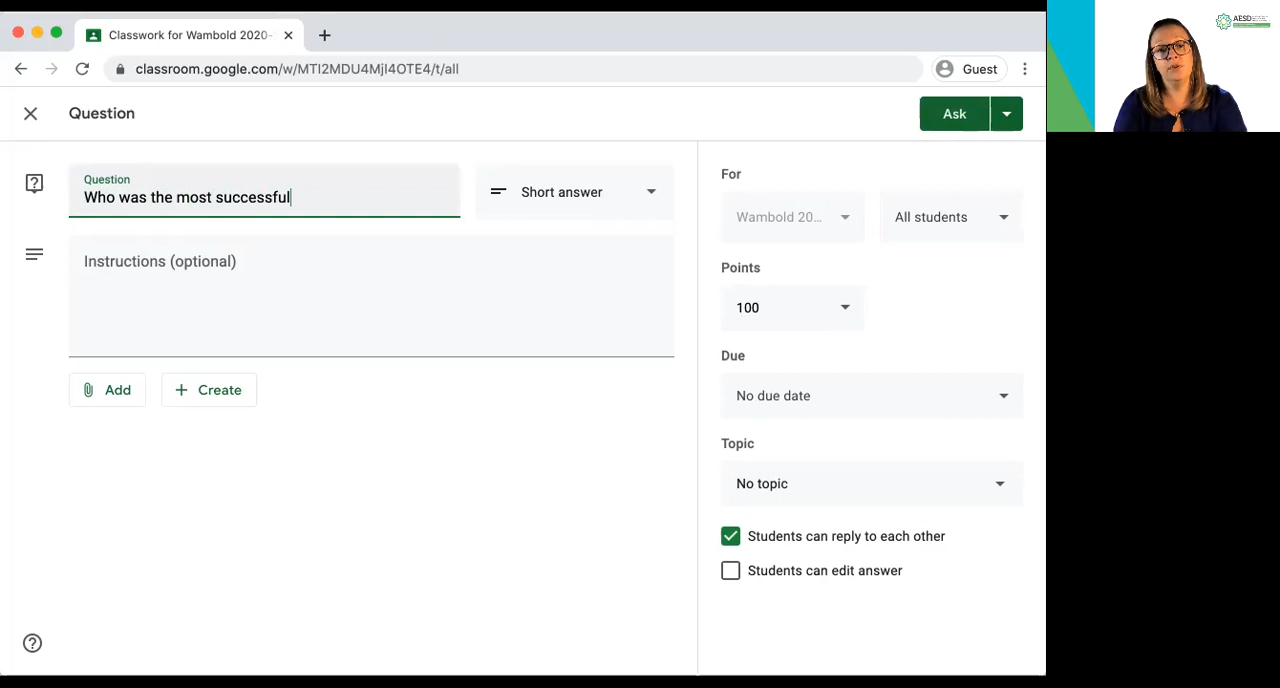 Classwork for Wambold 2020-
classroom.google.com/w/MTI2MDU4MjI4OTE4/t/all
Guest
Question
Ask
Question
Who was the most successful
Short answer
Instructions (optional)
Add
Create
For
Wambold 20...
All students
Points
100
Due
No due date
Topic
No topic
Students can reply to each other
Students can edit answer
AESD